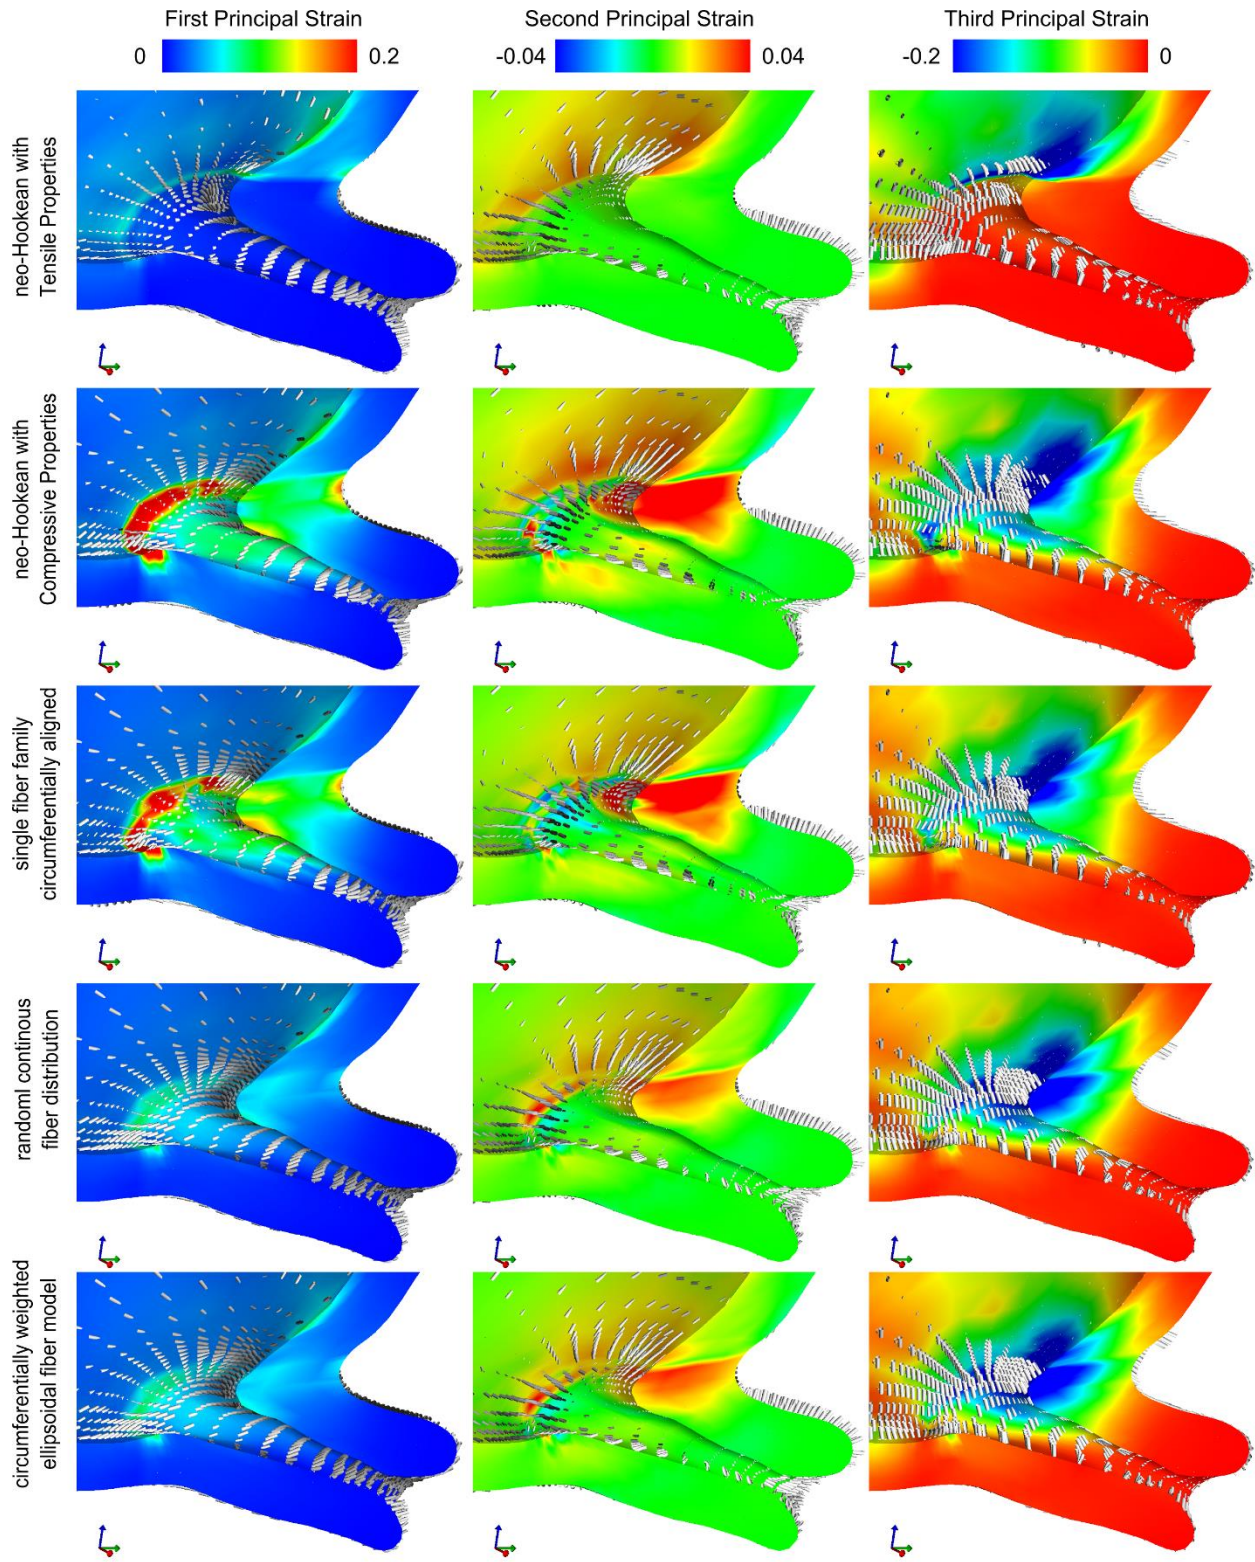 First Principal Strain
Second Principal Strain
Third Principal Strain
0
0.2
-0.04
0.04
-0.2
0
neo-Hookean with
Tensile Properties
neo-Hookean with
Compressive Properties
single fiber family
circumferentially aligned
randoml continous
fiber distribution
circumferentially weighted
ellipsoidal fiber model